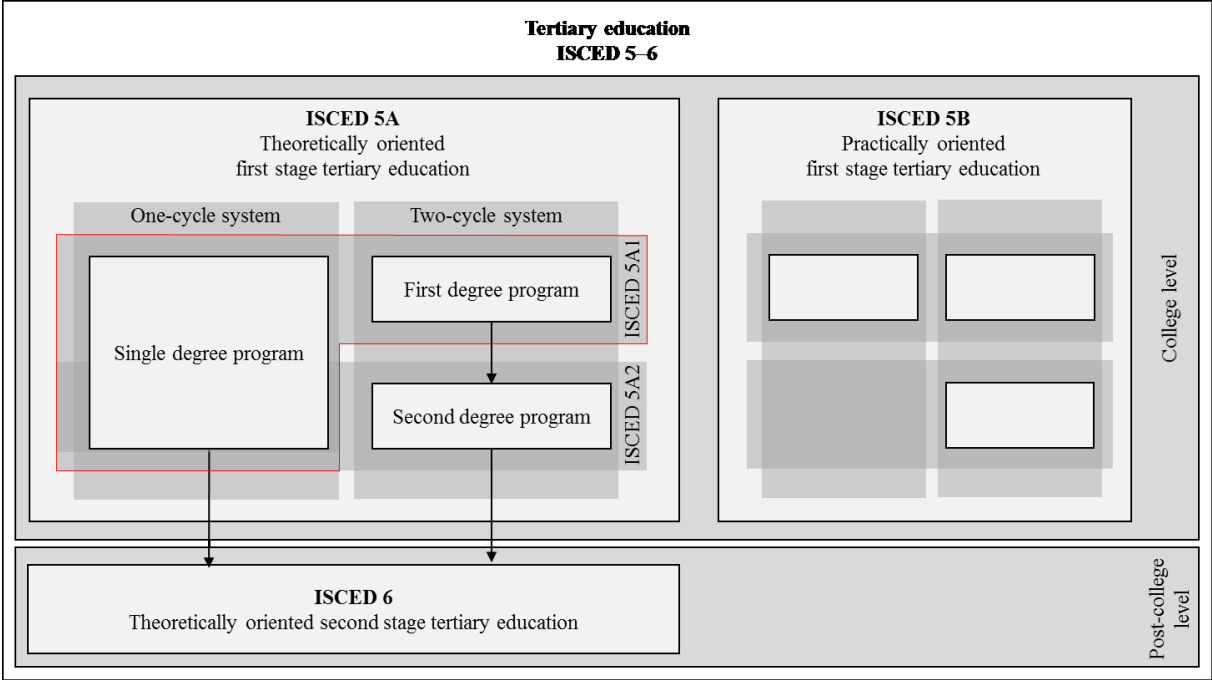 Tertiary education
ISCED 5–6
ISCED 5A
Theoretically oriented
first stage tertiary education
One-cycle system
Two-cycle system
Single degree program
First degree program
Second degree program
ISCED 5A1
ISCED 5A2
ISCED 5B
Practically oriented
first stage tertiary education
College level
ISCED 6
Theoretically oriented second stage tertiary education
Post-college
level